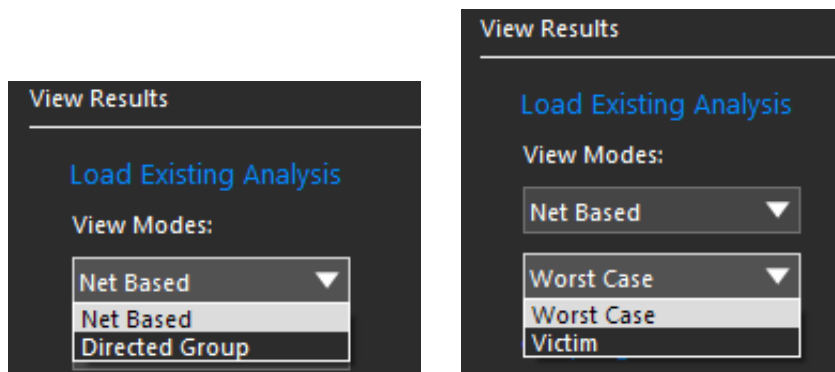 View Results
Load Existing Analysis
View Modes:
Net Based
Net Based
Directed Group
View Results
Load Existing Analysis
View Modes:
Net Based
Worst Case
Worst Case
Victim